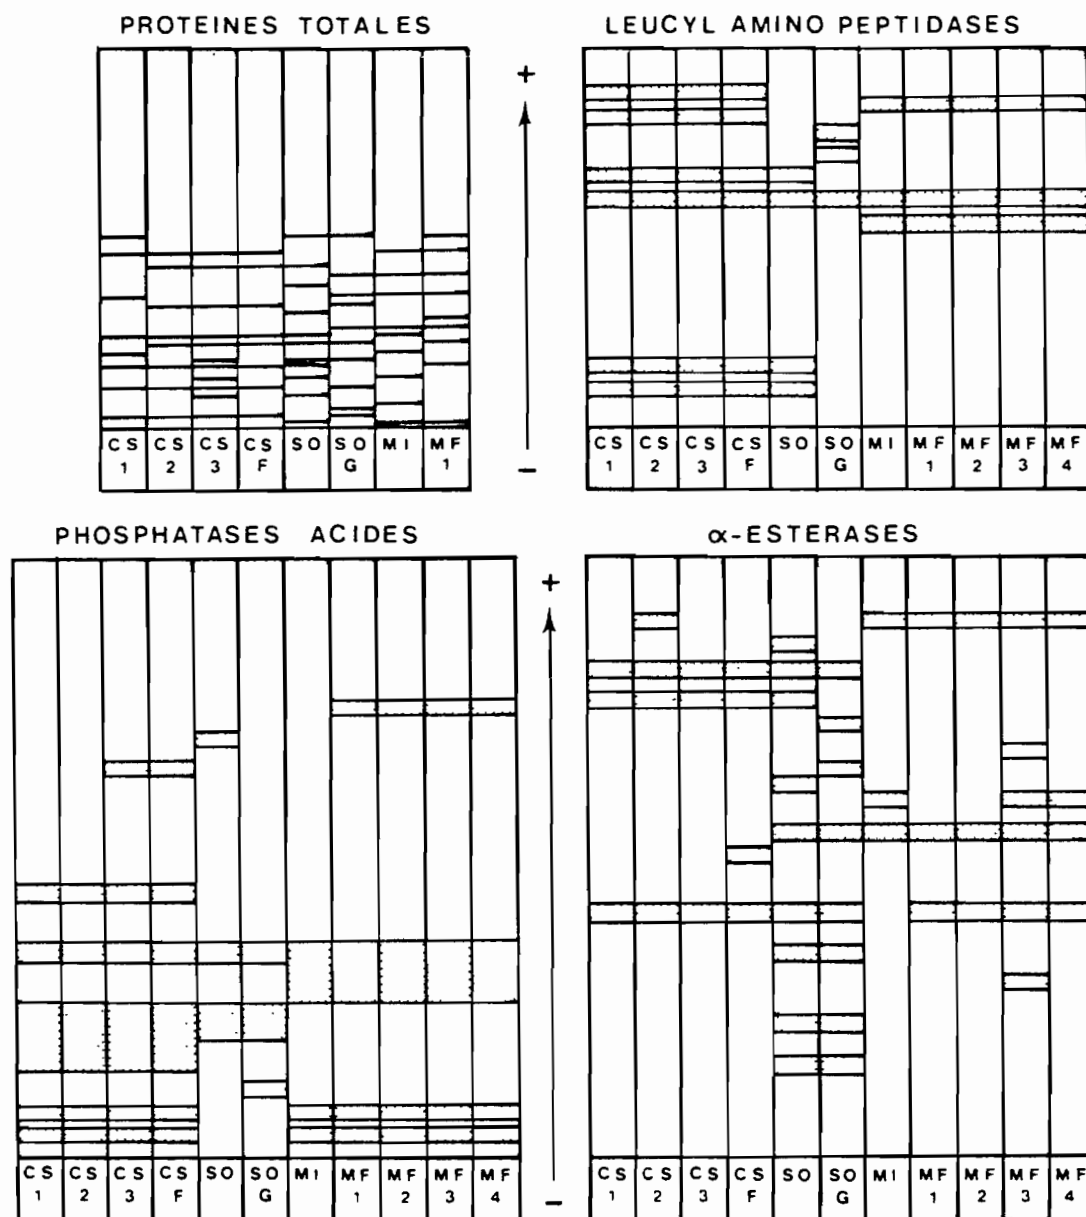 PROTEINES TOTALES
LEUCYL AMINO PEPTIDASES
+
-
CS 1 CS 2 CS 3 CS F SO SO G MI MF 1
CS 1 CS 2 CS 3 CS F SO SO G MI MF 1 MF 2 MF 3 MF 4
PHOSPHATASES ACIDES
α-ESTERASES
+
-
CS 1 CS 2 CS 3 CS F SO SO G MI MF 1 MF 2 MF 3 MF 4
CS 1 CS 2 CS 3 CS F SO SO G MI MF 1 MF 2 MF 3 MF 4